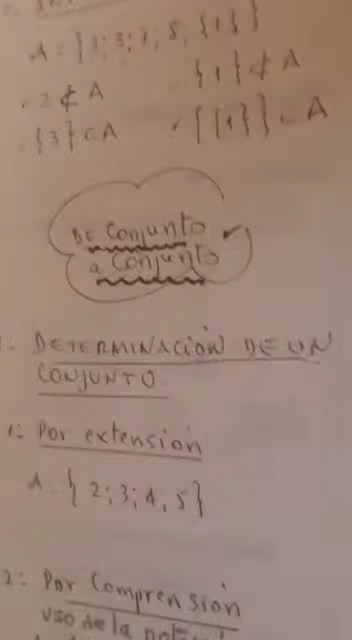 A = {1; 3; 7; 5; {1}}
. 2 ⊄ A
{1} ⊄ A
. {3} ⊂ A
{{1}} ⊂ A
De Conjunto
a Conjunto
DETERMINACIÓN DE UN
CONJUNTO
1: Por extensión
A = {2; 3; 4, 5}
2: Por Comprensión
Uso de la